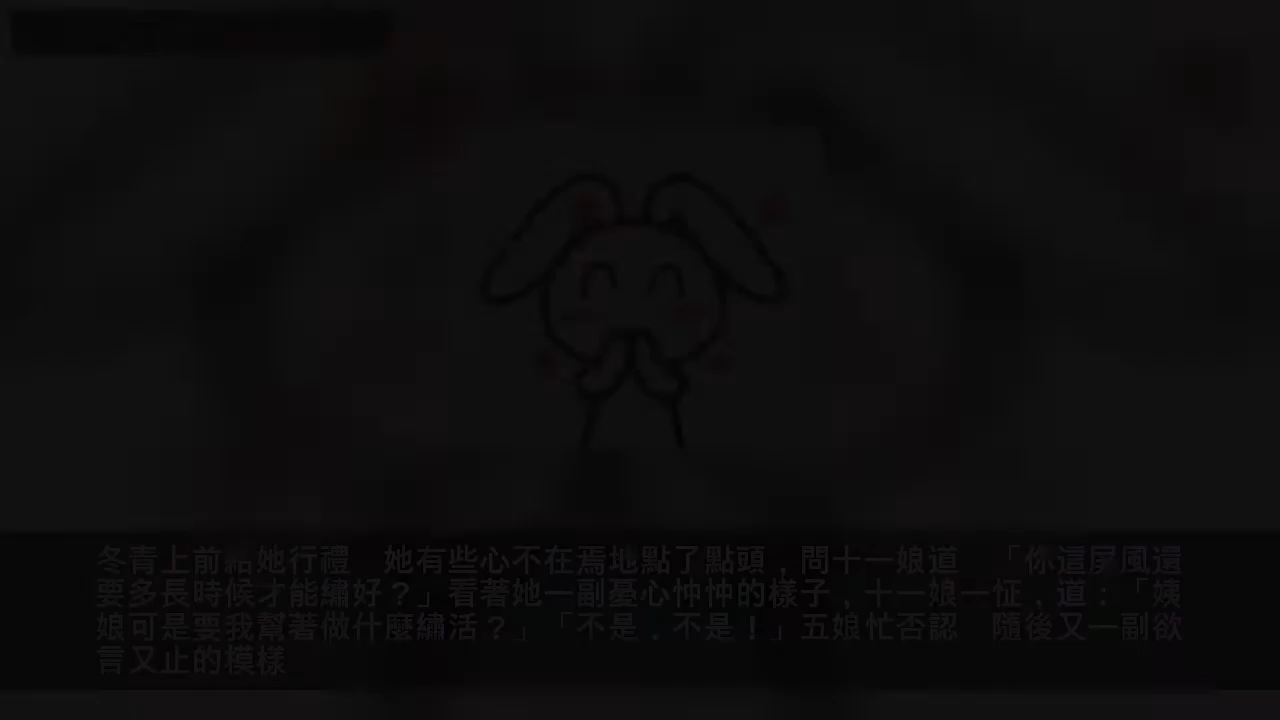 冬青上前給她行禮　她有些心不在焉地點了點頭，問十一娘道　「你這屏風還
要多長時候才能繡好？」看著她一副憂心忡忡的樣子，十一娘一怔，道：「姨
娘可是要我幫著做什麼繡活？」「不是，不是！」五娘忙否認　隨後又一副欲
言又止的模樣